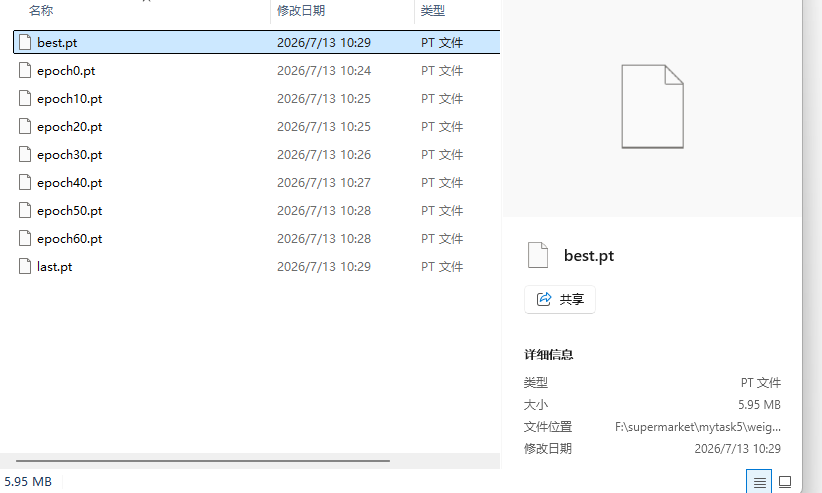 名称 修改日期 类型
best.pt 2026/7/13 10:29 PT 文件
epoch0.pt 2026/7/13 10:24 PT 文件
epoch10.pt 2026/7/13 10:25 PT 文件
epoch20.pt 2026/7/13 10:25 PT 文件
epoch30.pt 2026/7/13 10:26 PT 文件
epoch40.pt 2026/7/13 10:27 PT 文件
epoch50.pt 2026/7/13 10:28 PT 文件
epoch60.pt 2026/7/13 10:28 PT 文件
last.pt 2026/7/13 10:29 PT 文件
best.pt
共享
详细信息
类型 PT 文件
大小 5.95 MB
文件位置 F:\supermarket\mytask5\weig...
修改日期 2026/7/13 10:29
5.95 MB